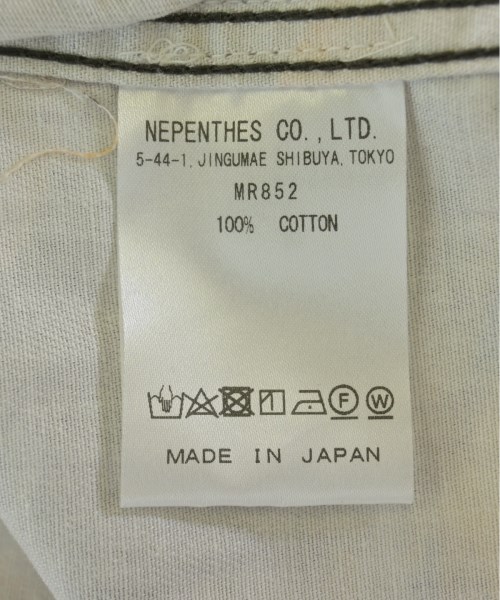 NEPENTHES CO.,LTD.
5-44-1, JINGUMAE SHIBUYA, TOKYO
MR852
100% COTTON
F W
MADE IN JAPAN